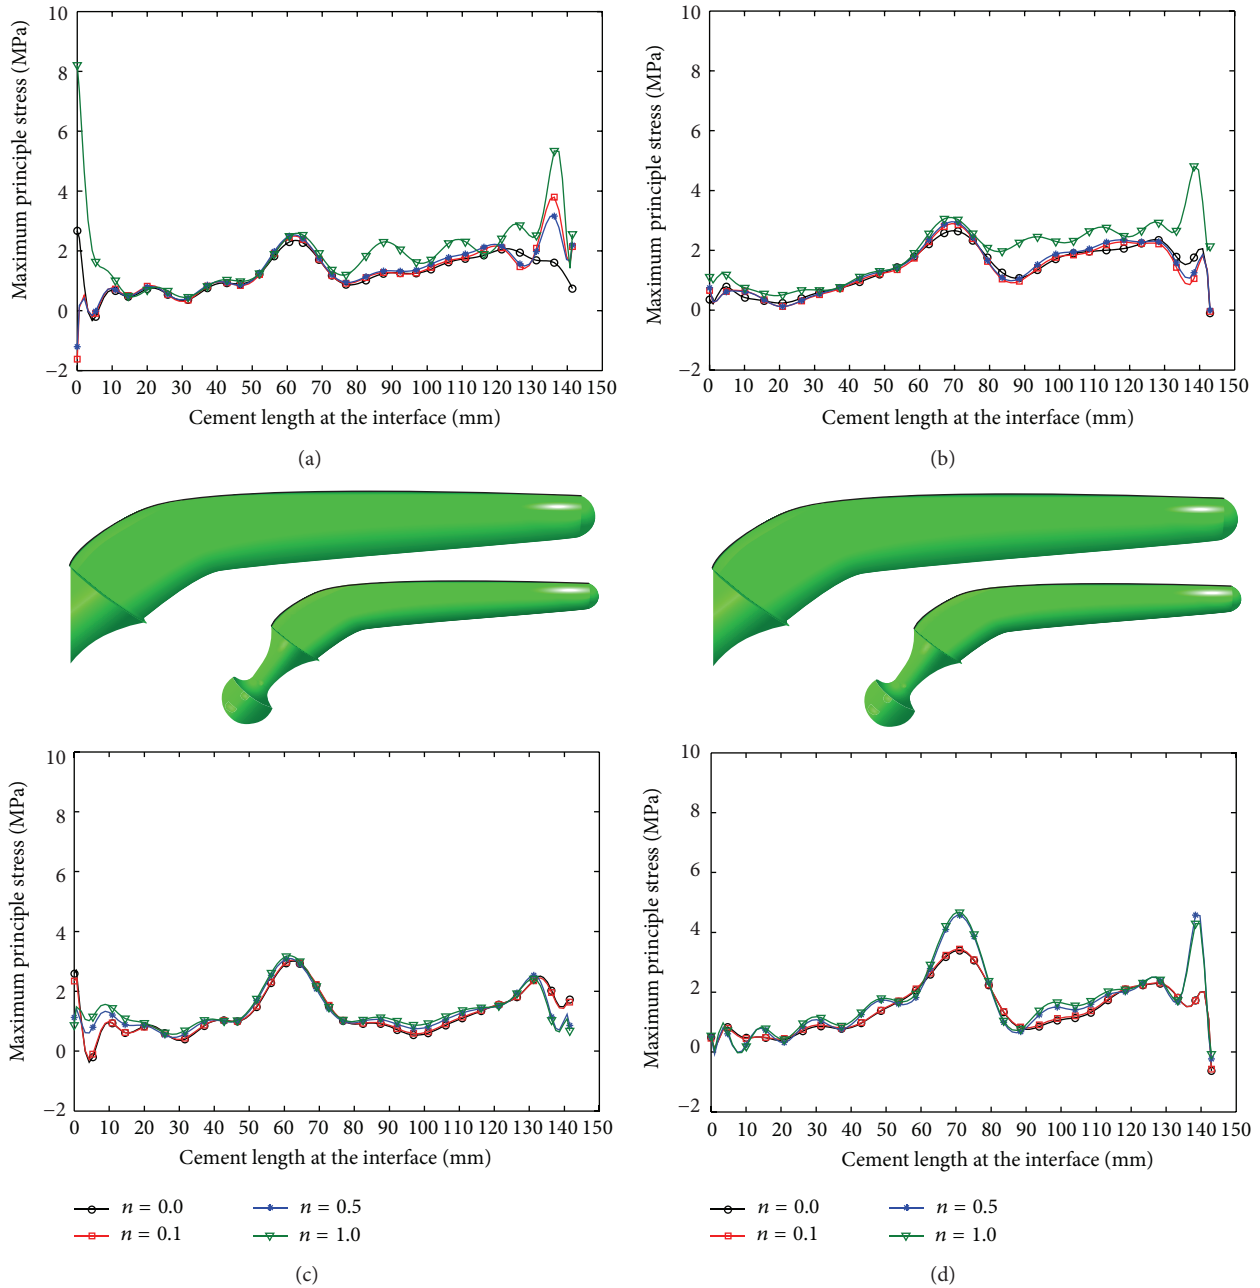 10
8
6
4
2
0
−2
Maximum principle stress (MPa)
0 10 20 30 40 50 60 70 80 90 100 110 120 130 140 150
Cement length at the interface (mm)
(a)
10
8
6
4
2
0
−2
Maximum principle stress (MPa)
0 10 20 30 40 50 60 70 80 90 100 110 120 130 140 150
Cement length at the interface (mm)
(b)
10
8
6
4
2
0
−2
Maximum principle stress (MPa)
0 10 20 30 40 50 60 70 80 90 100 110 120 130 140 150
Cement length at the interface (mm)
n = 0.0
n = 0.1
n = 0.5
n = 1.0
(c)
10
8
6
4
2
0
−2
Maximum principle stress (MPa)
0 10 20 30 40 50 60 70 80 90 100 110 120 130 140 150
Cement length at the interface (mm)
n = 0.0
n = 0.1
n = 0.5
n = 1.0
(d)